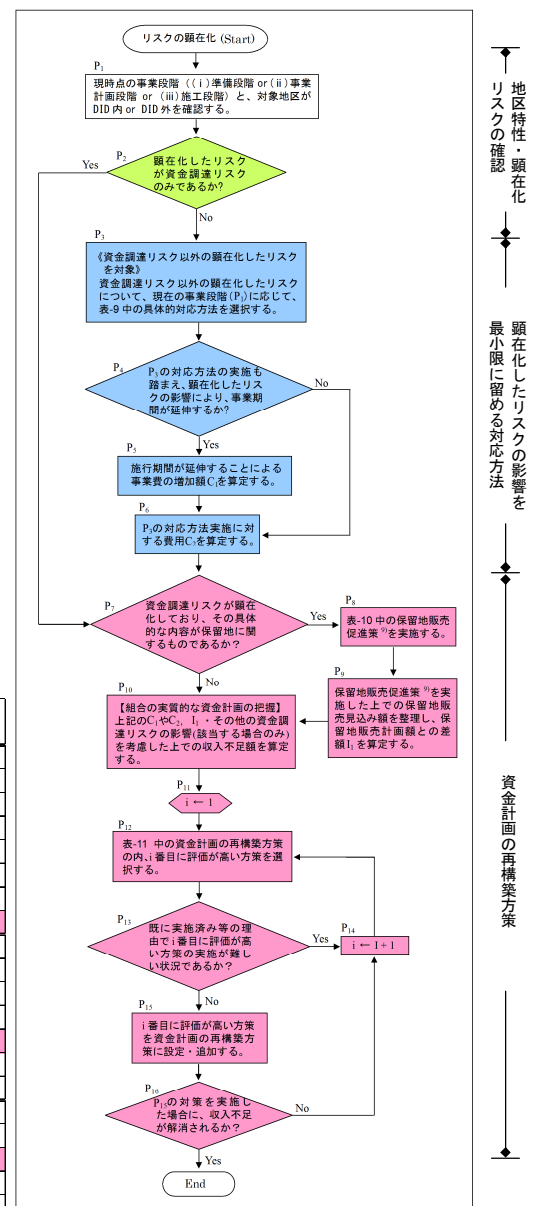 リスクの顕在化 (Start)
P1
現時点の事業段階((ⅰ)準備段階 or(ⅱ)事業
計画段階 or (ⅲ)施工段階)と、対象地区が
DID 内 or DID 外を確認する。
P2
Yes
顕在化したリスク
が資金調達リスク
のみであるか?
No
P3
《資金調達リスク以外の顕在化したリスク
を対象》
資金調達リスク以外の顕在化したリスク
について、現在の事業段階(P1)に応じて、
表-9 中の具体的対応方法を選択する。
P4
P3の対応方法の実施も
踏まえ、顕在化したリス
クの影響により、事業期
間が延伸するか?
No
Yes
P5
施行期間が延伸することによる
事業費の増加額C1を算定する。
P6
P3の対応方法実施に対
する費用C2を算定する。
P7
資金調達リスクが顕在
化しており、その具体
的な内容が保留地に関
するものであるか?
Yes
No
P8
表-10 中の保留地販売
促進策 9)を実施する。
P9
保留地販売促進策 9)を実
施した上での保留地販
売見込み額を整理し、保
留地販売計画額との差
額I1 を算定する。
P10
【組合の実質的な資金計画の把握】
上記のC1やC2, I1 ・その他の資金調
達リスクの影響(該当する場合のみ)
を考慮した上での収入不足額を算定
する。
P11
i ← 1
P12
表-11 中の資金計画の再構築方策
の内、i 番目に評価が高い方策を選
択する。
P13
既に実施済み等の理
由で i 番目に評価が高
い方策の実施が難し
い状況であるか?
Yes
No
P14
i ← I + 1
P15
i 番目に評価が高い方策
を資金計画の再構築方
策に設定・追加する。
P16
P15の対策を実施し
た場合に、収入不足
が解消されるか?
No
Yes
End
地区特性・顕在化
リスクの確認
顕在化したリスクの影響を
最小限に留める対応方法
資金計画の再構築方策